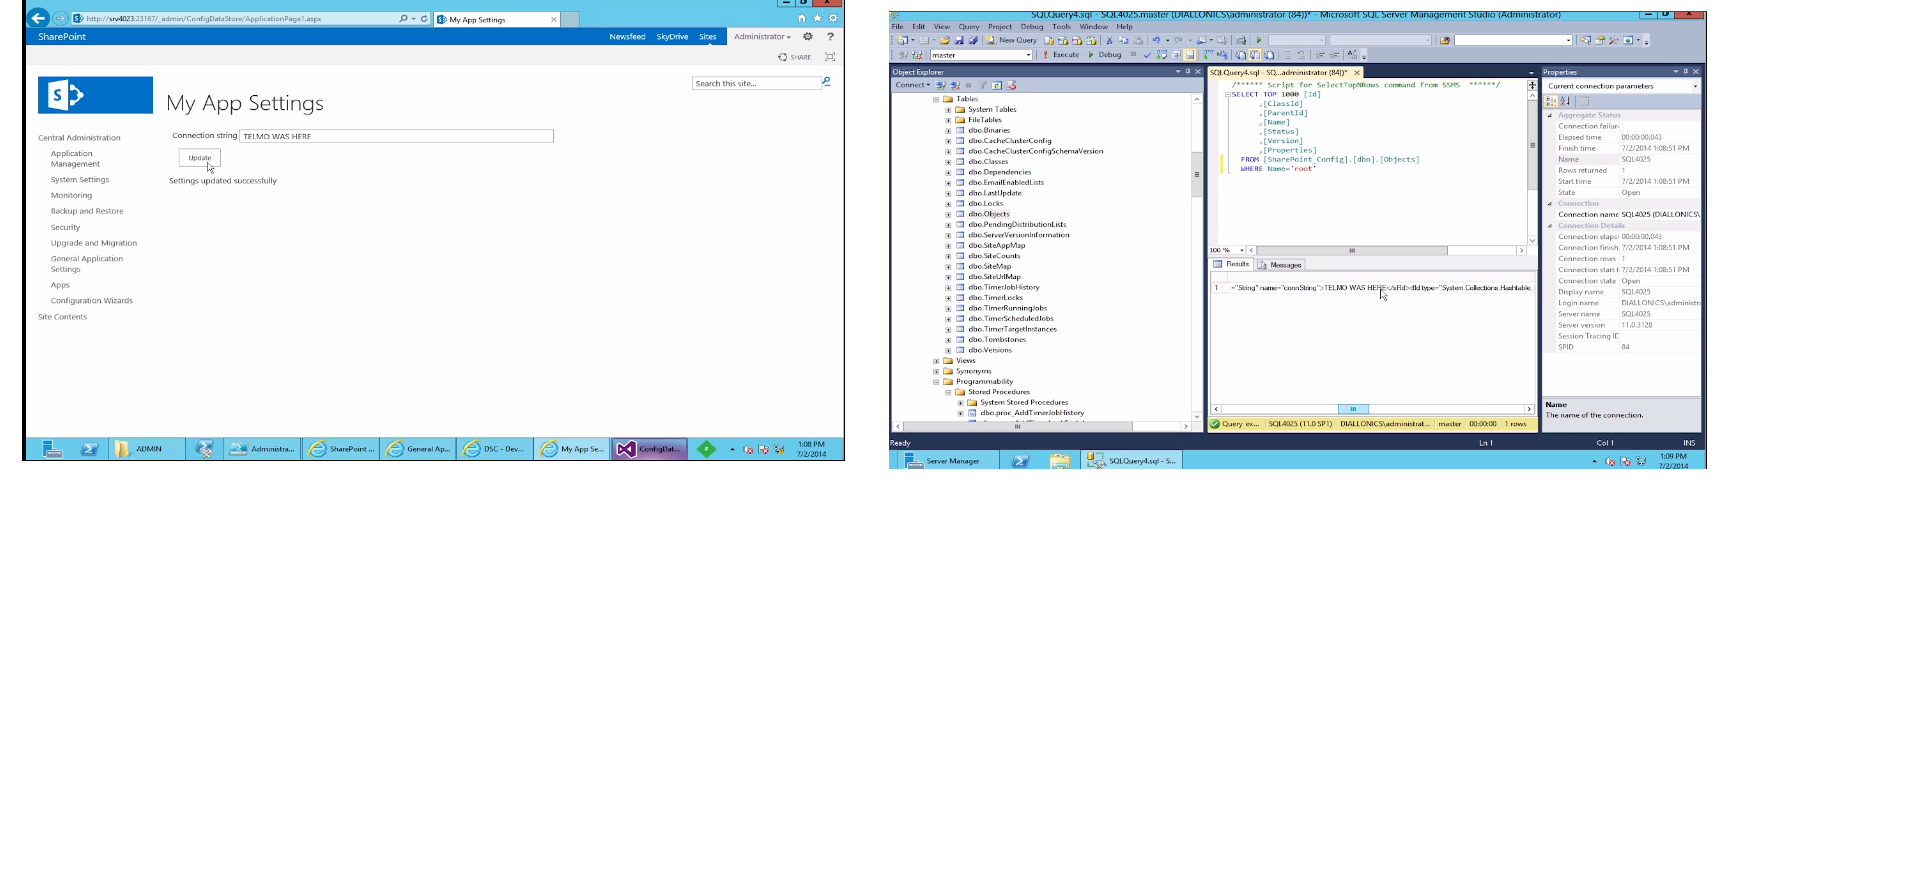 http://srv4023:23167/_admin/ConfigDataStore/ApplicationPage1.aspx
My App Settings
SharePoint
Newsfeed SkyDrive Sites Administrator ?
SHARE
Search this site...
S
My App Settings
Connection string TELMO WAS HERE
Update
Settings updated successfully
Central Administration
Application
Management
System Settings
Monitoring
Backup and Restore
Security
Upgrade and Migration
General Application
Settings
Apps
Configuration Wizards
Site Contents
ADMIN
Administra...
SharePoint ...
General Ap...
DSC - Dev...
My App Se...
ConfigDat...
1:08 PM
7/2/2014
SQLQuery4.sql - SQL4025.master (DIALLONICS\administrator (84))* - Microsoft SQL Server Management Studio (Administrator)
File Edit View Query Project Debug Tools Window Help
New Query
master Execute Debug
Object Explorer
Connect
Tables
System Tables
FileTables
dbo.Binaries
dbo.CacheClusterConfig
dbo.CacheClusterConfigSchemaVersion
dbo.Classes
dbo.Dependencies
dbo.EmailEnabledLists
dbo.LastUpdate
dbo.Locks
dbo.Objects
dbo.PendingDistributionLists
dbo.ServerVersionInformation
dbo.SiteAppMap
dbo.SiteCounts
dbo.SiteMap
dbo.SiteUrlMap
dbo.TimerJobHistory
dbo.TimerLocks
dbo.TimerRunningJobs
dbo.TimerScheduledJobs
dbo.TimerTargetInstances
dbo.Tombstones
dbo.Versions
Views
Synonyms
Programmability
Stored Procedures
System Stored Procedures
dbo.proc_AddTimerJobHistory
SQLQuery4.sql - SQ...administrator (84))*
/****** Script for SelectTopNRows command from SSMS ******/
SELECT TOP 1000 [Id]
,[ClassId]
,[ParentId]
,[Name]
,[Status]
,[Version]
,[Properties]
FROM [SharePoint_Config].[dbo].[Objects]
WHERE Name='root'
100 %
Results Messages
1 ="String" name="connString">TELMO WAS HERE</sFld><fld type="System.Collections.Hashtable,
Query ex... SQL4025 (11.0 SP1) DIALLONICS\administrat... master 00:00:00 1 rows
Properties
Current connection parameters
Aggregate Status
Connection failure
Elapsed time 00:00:00.043
Finish time 7/2/2014 1:08:51 PM
Name SQL4025
Rows returned 1
Start time 7/2/2014 1:08:51 PM
State Open
Connection
Connection name SQL4025 (DIALLONICS\
Connection Details
Connection elaps 00:00:00.043
Connection finish 7/2/2014 1:08:51 PM
Connection rows 1
Connection start t 7/2/2014 1:08:51 PM
Connection state Open
Display name SQL4025
Login name DIALLONICS\administra
Server name SQL4025
Server version 11.0.3128
Session Tracing ID
SPID 84
Name
The name of the connection.
Ready Ln 1 Col 1 INS
Server Manager
SQLQuery4.sql - S...
1:09 PM
7/2/2014